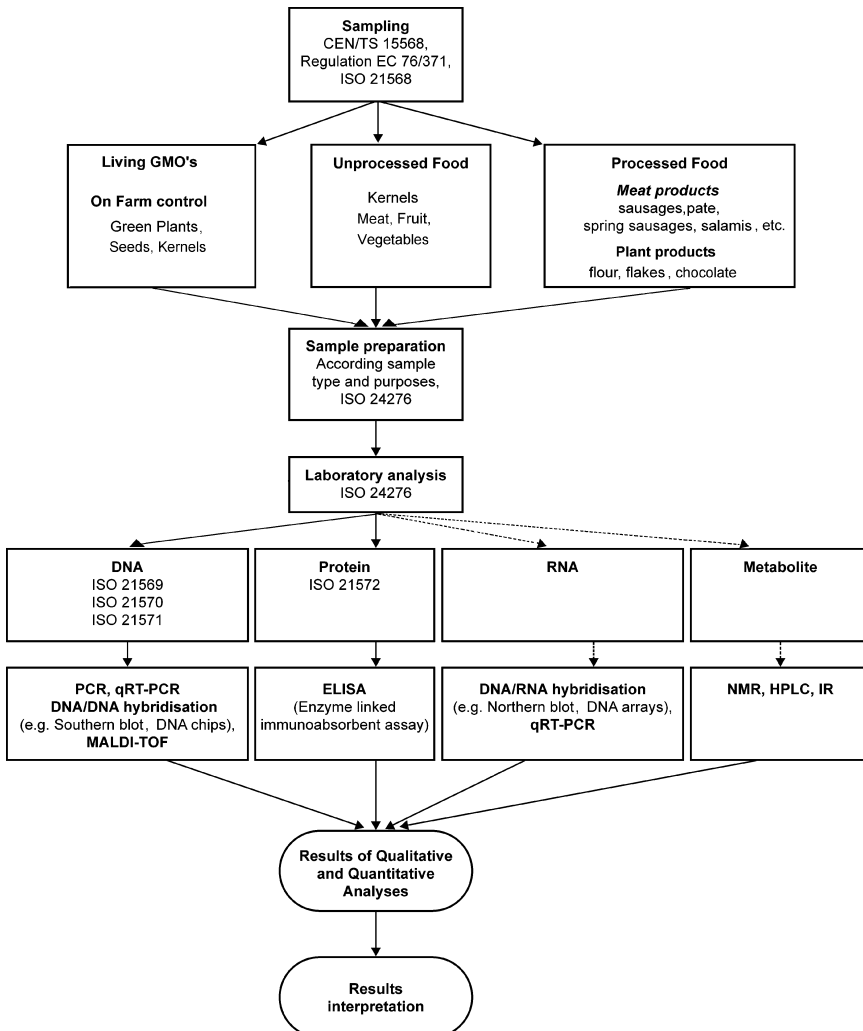 Sampling
CEN/TS 15568,
Regulation EC 76/371,
ISO 21568
Living GMO's
On Farm control
Green Plants,
Seeds, Kernels
Unprocessed Food
Kernels
Meat, Fruit,
Vegetables
Processed Food
Meat products
sausages,pate,
spring sausages, salamis, etc.
Plant products
flour, flakes, chocolate
Sample preparation
According sample
type and purposes,
ISO 24276
Laboratory analysis
ISO 24276
DNA
ISO 21569
ISO 21570
ISO 21571
Protein
ISO 21572
RNA
Metabolite
PCR, qRT-PCR
DNA/DNA hybridisation
(e.g. Southern blot, DNA chips),
MALDI-TOF
ELISA
(Enzyme linked
immunoabsorbent assay)
DNA/RNA hybridisation
(e.g. Northern blot, DNA arrays),
qRT-PCR
NMR, HPLC, IR
Results of Qualitative
and Quantitative
Analyses
Results
interpretation